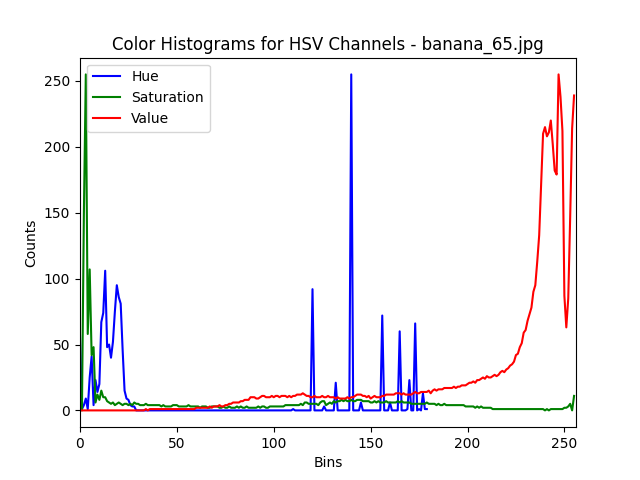 Color Histograms for HSV Channels - banana_65.jpg
Hue
Saturation
Value
Counts
250
200
150
100
50
0
0 50 100 150 200 250
Bins